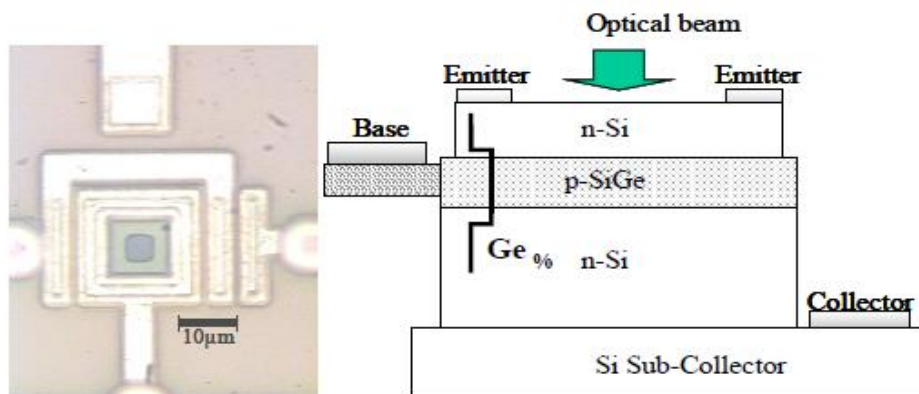 Optical beam
Emitter
Emitter
n-Si
Base
p-SiGe
Ge %
n-Si
Collector
10µm
Si Sub-Collector